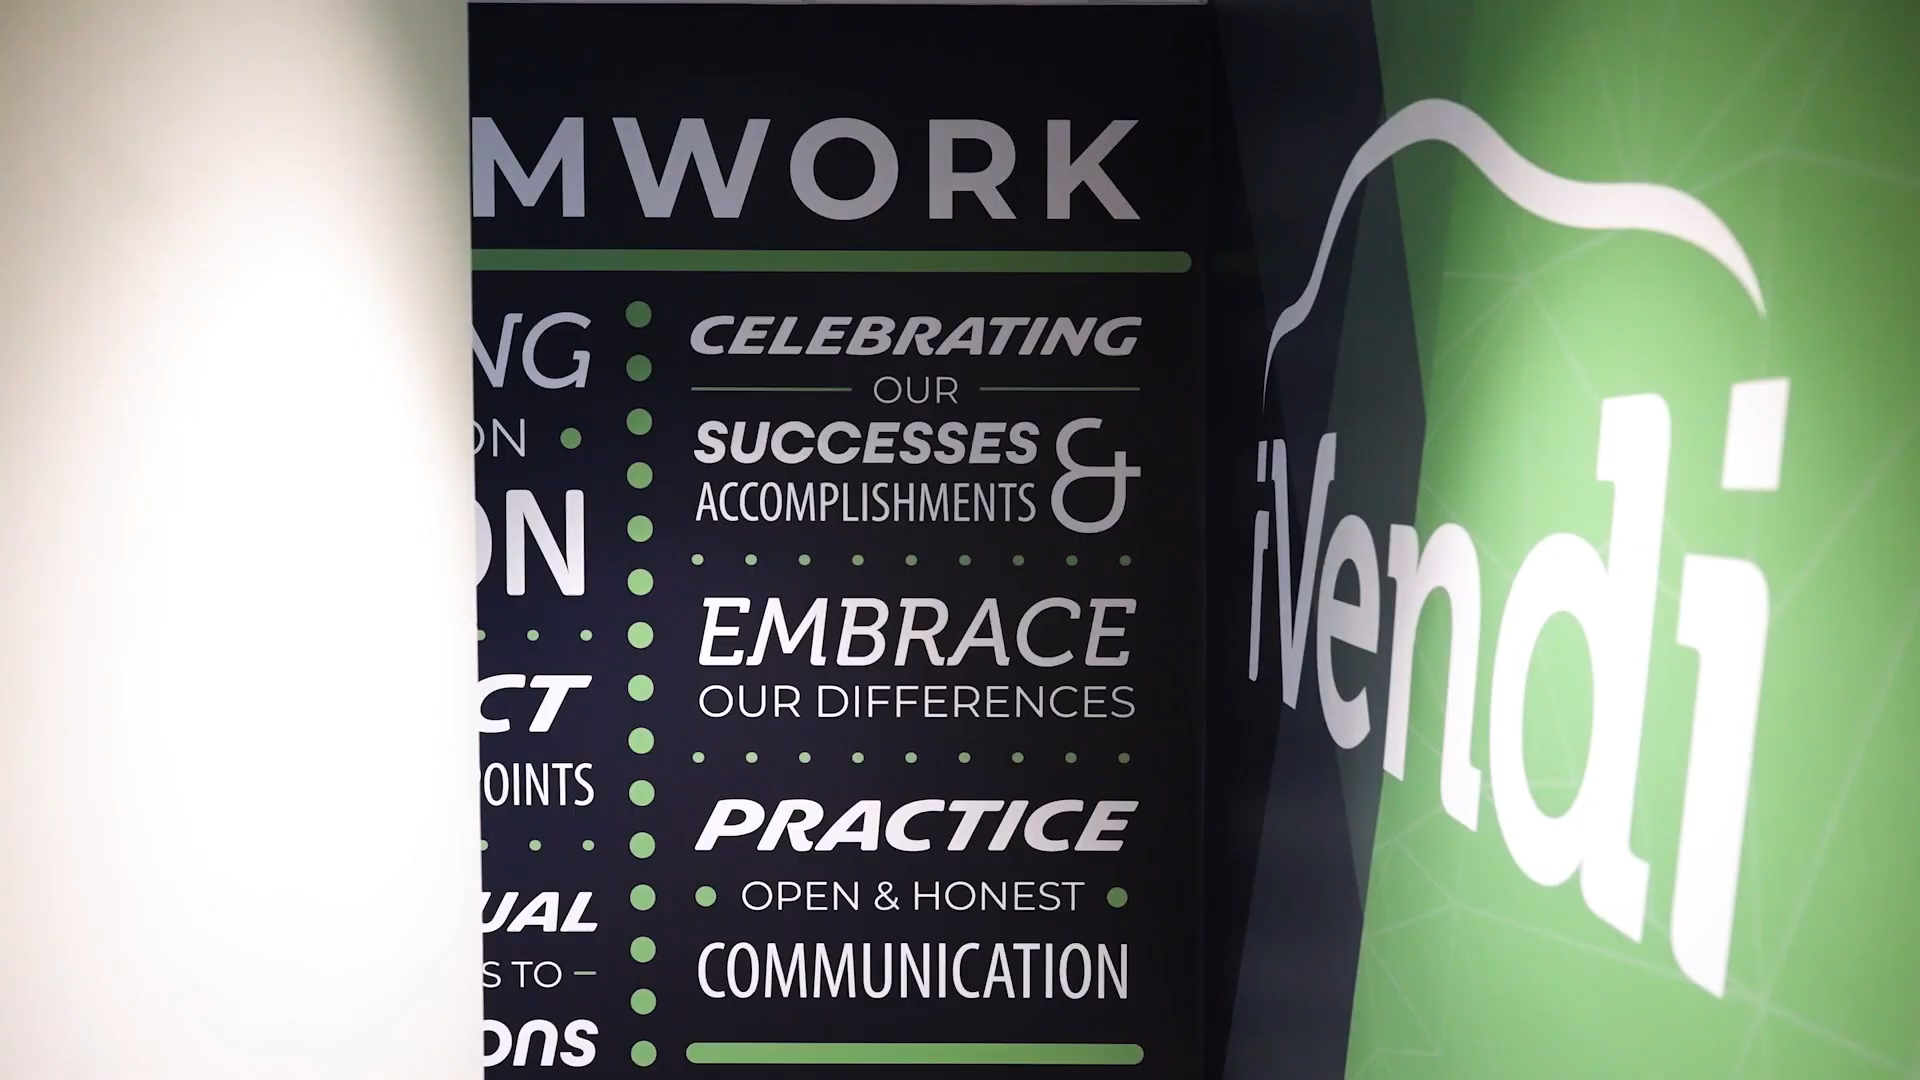 MWORK
NG
ON
ON
CT
POINTS
UAL
S TO
ons
CELEBRATING
OUR
SUCCESSES &
ACCOMPLISHMENTS
EMBRACE
OUR DIFFERENCES
PRACTICE
OPEN & HONEST
COMMUNICATION
iVendi